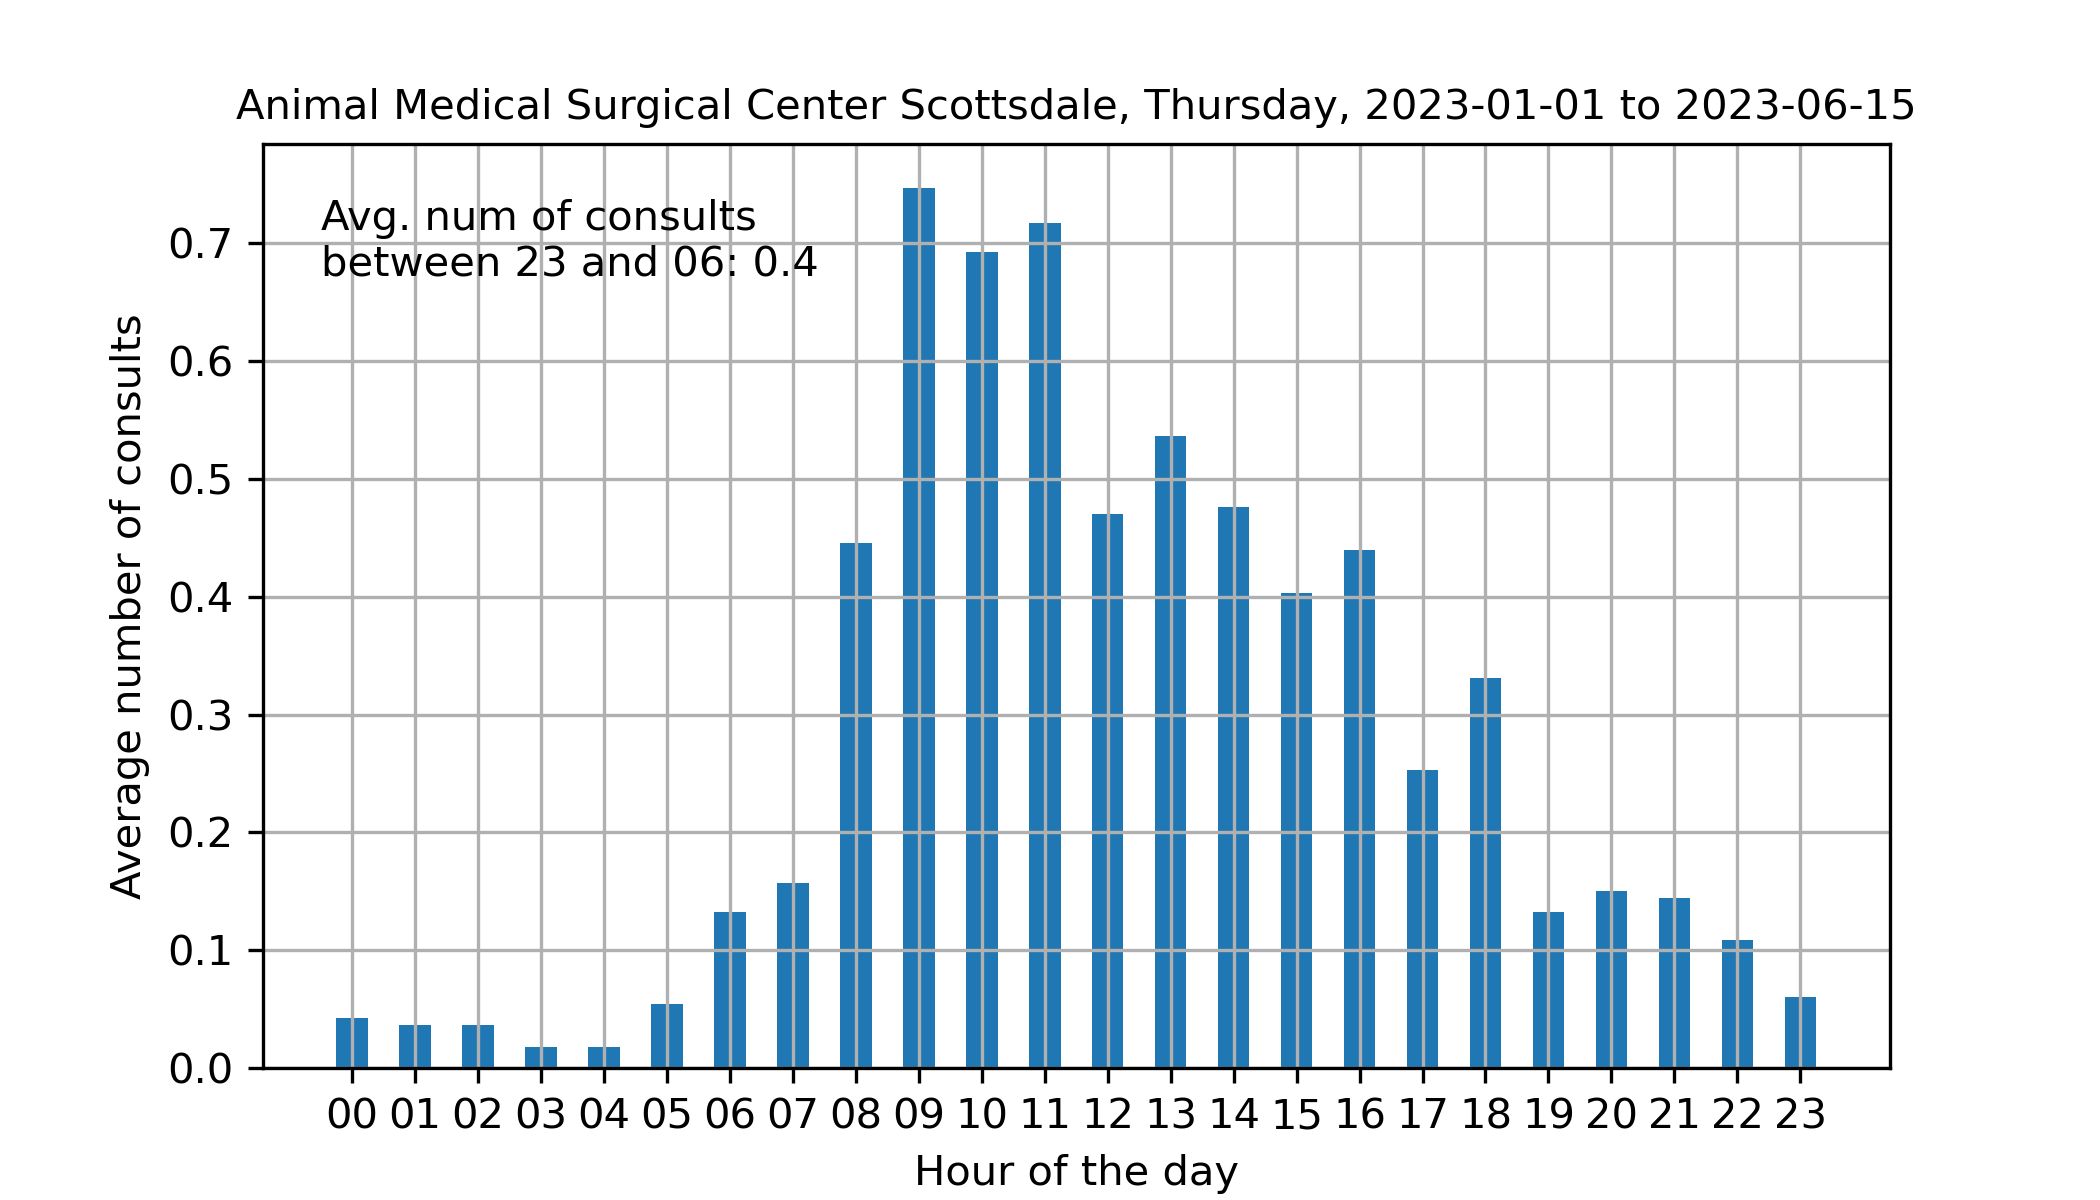 Animal Medical Surgical Center Scottsdale, Thursday, 2023-01-01 to 2023-06-15
Avg. num of consults
between 23 and 06: 0.4
Average number of consults
0.7
0.6
0.5
0.4
0.3
0.2
0.1
0.0
00 01 02 03 04 05 06 07 08 09 10 11 12 13 14 15 16 17 18 19 20 21 22 23
Hour of the day